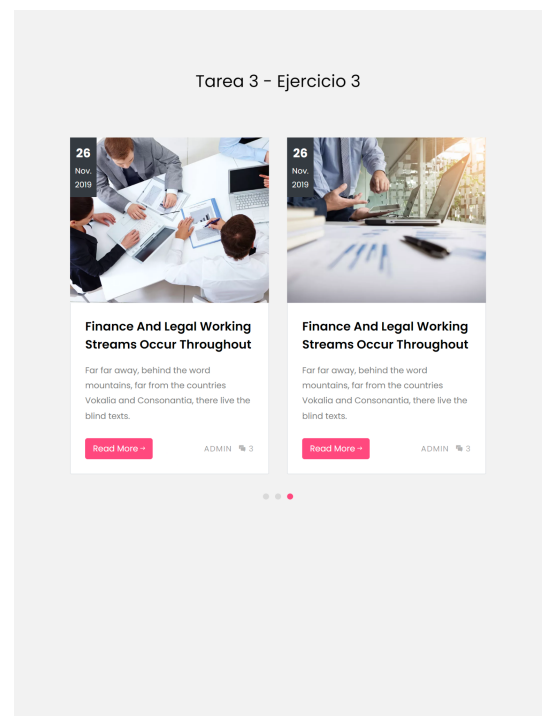 Tarea 3 - Ejercicio 3
26
Nov.
2019
Finance And Legal Working
Streams Occur Throughout
Far far away, behind the word
mountains, far from the countries
Vokalia and Consonantia, there live the
blind texts.
Read More →
ADMIN 3
26
Nov.
2019
Finance And Legal Working
Streams Occur Throughout
Far far away, behind the word
mountains, far from the countries
Vokalia and Consonantia, there live the
blind texts.
Read More →
ADMIN 3